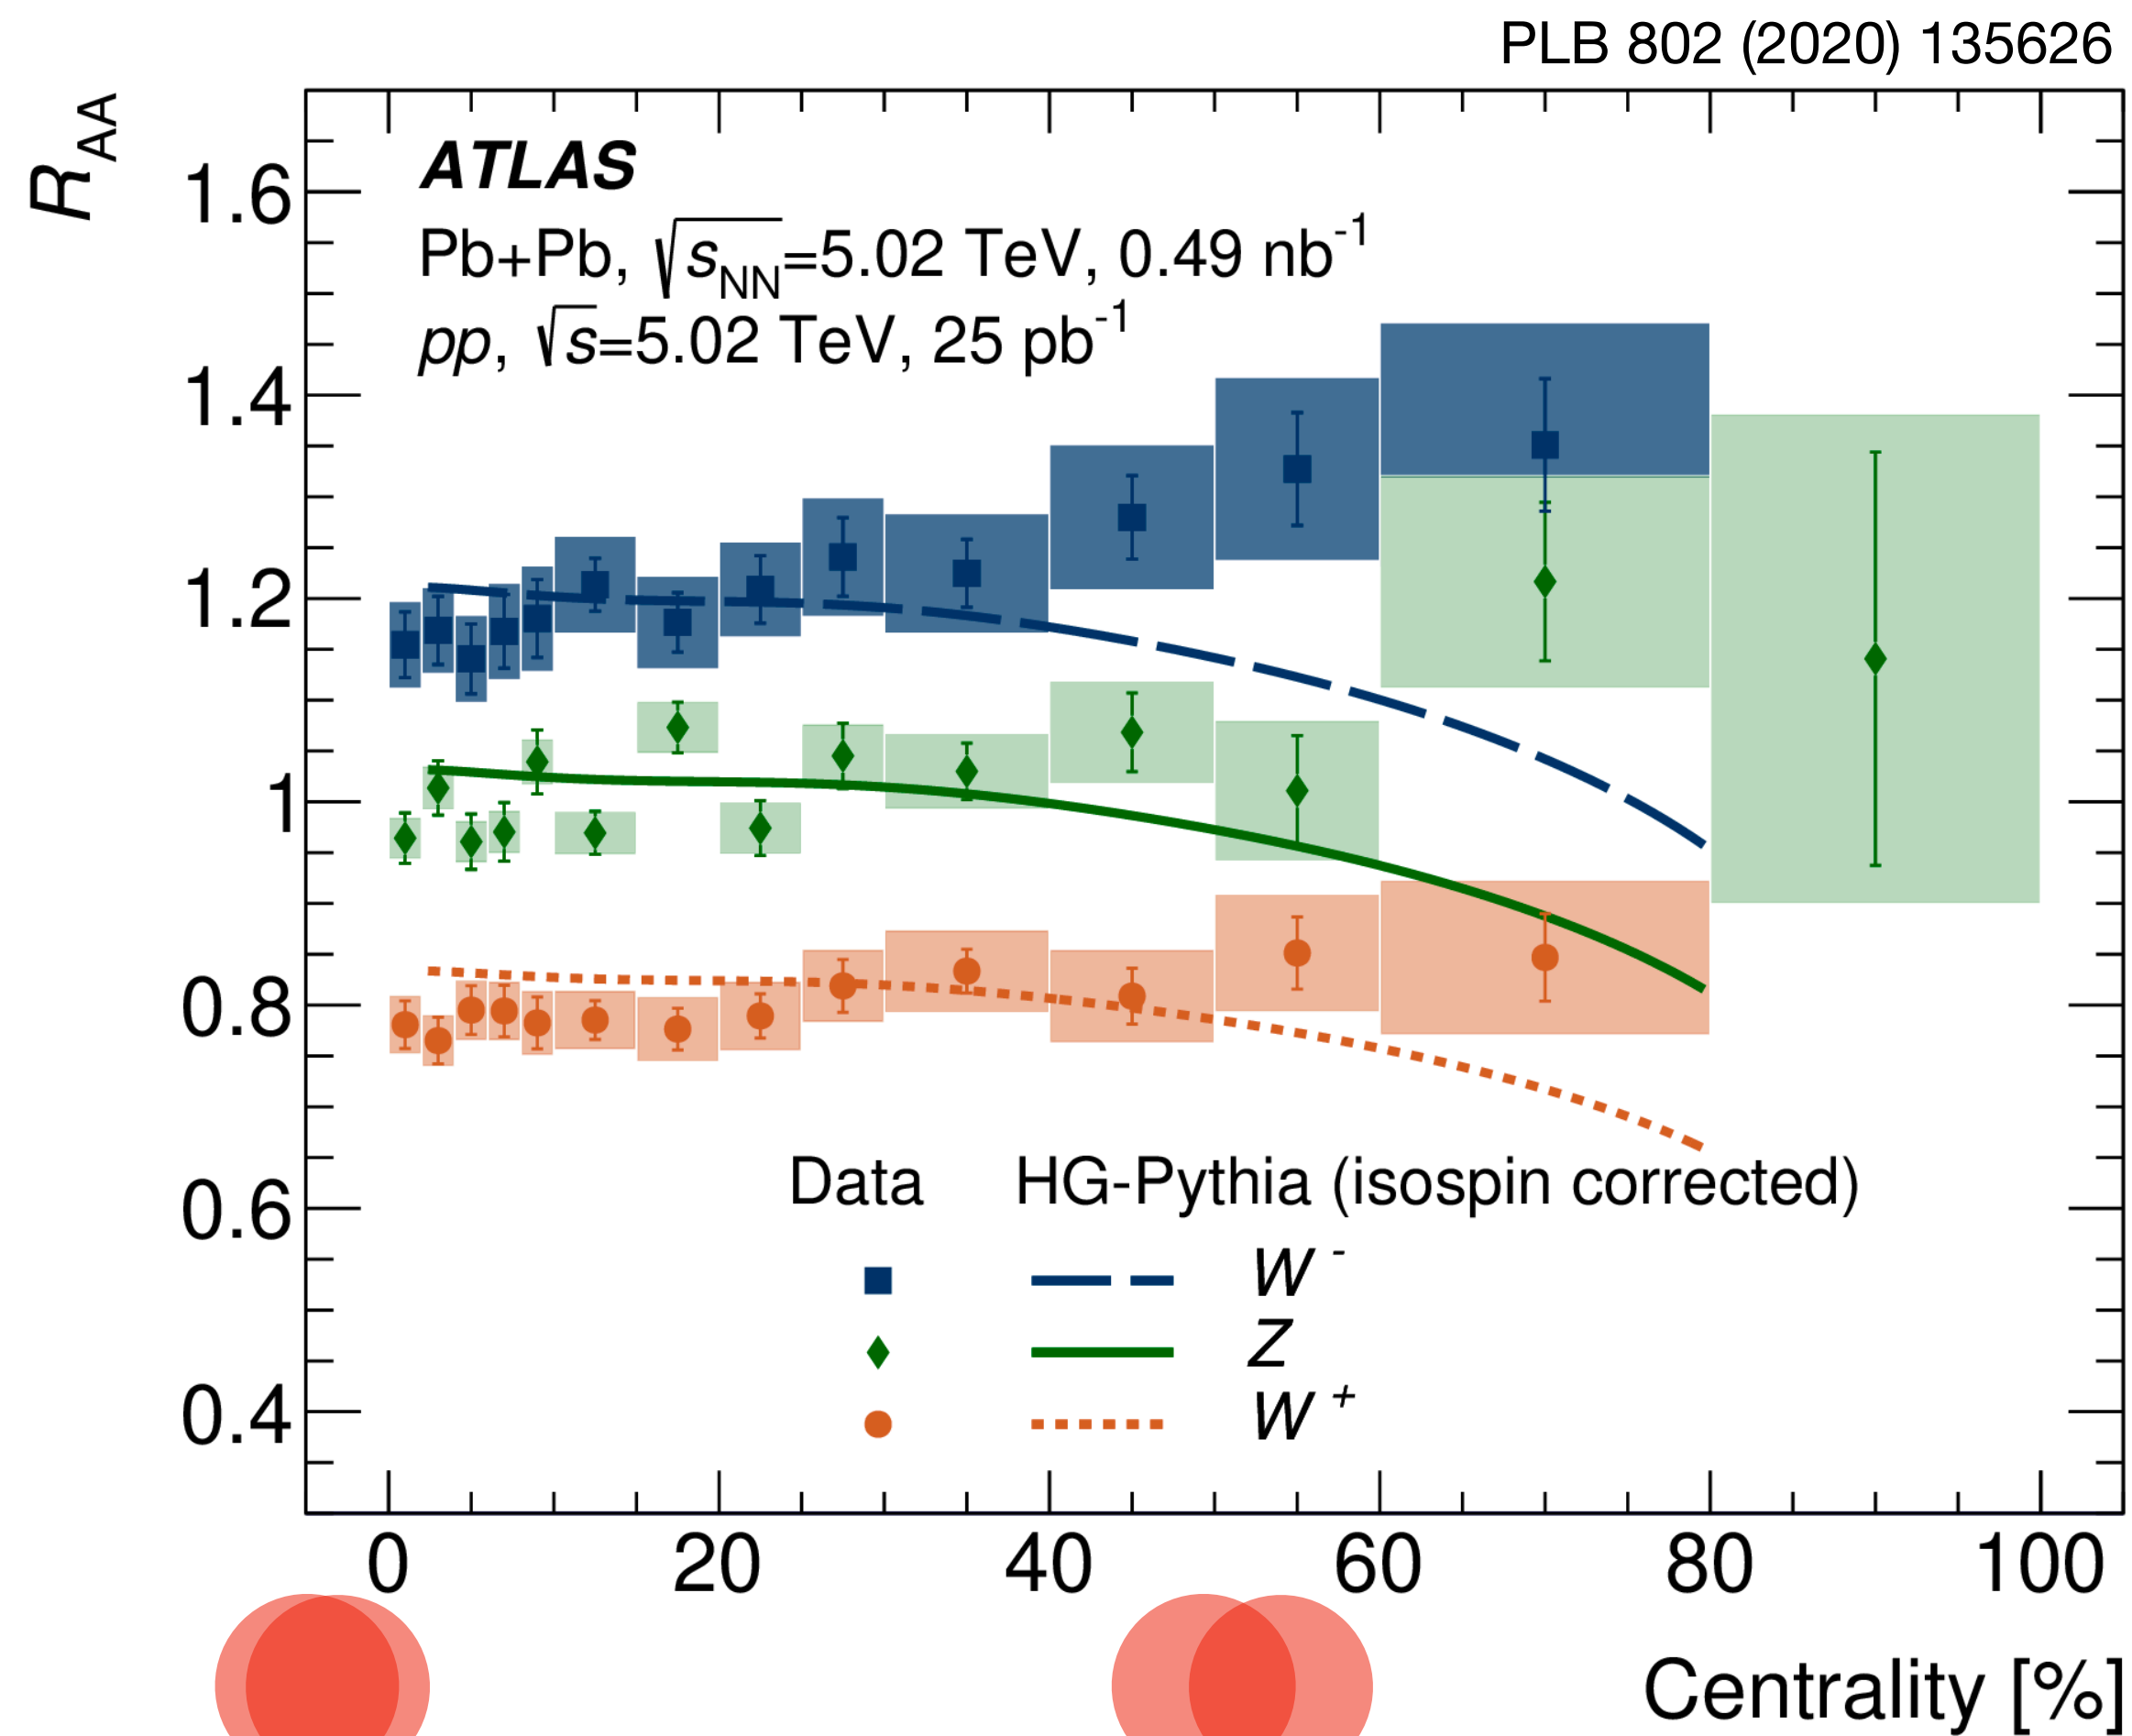 PLB 802 (2020) 135626
R_AA
ATLAS
Pb+Pb, √s_NN=5.02 TeV, 0.49 nb⁻¹
pp, √s=5.02 TeV, 25 pb⁻¹
1.6
1.4
1.2
1
0.8
0.6
0.4
Data HG-Pythia (isospin corrected)
W⁻
Z
W⁺
0 20 40 60 80 100
Centrality [%]